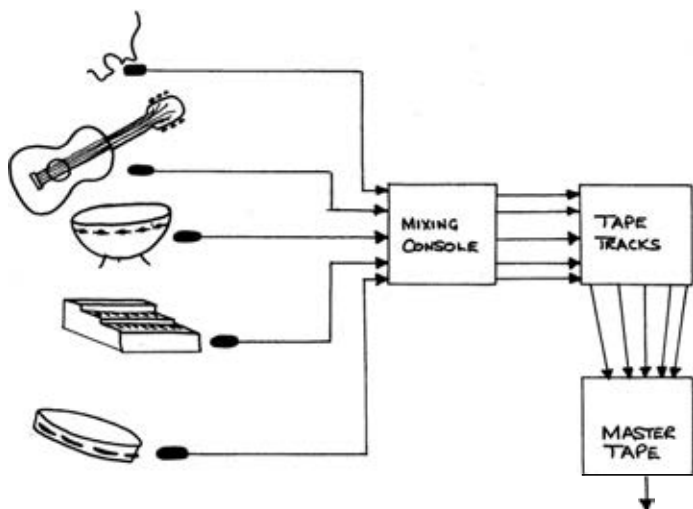 MIXING
CONSOLE
TAPE
TRACKS
MASTER
TAPE